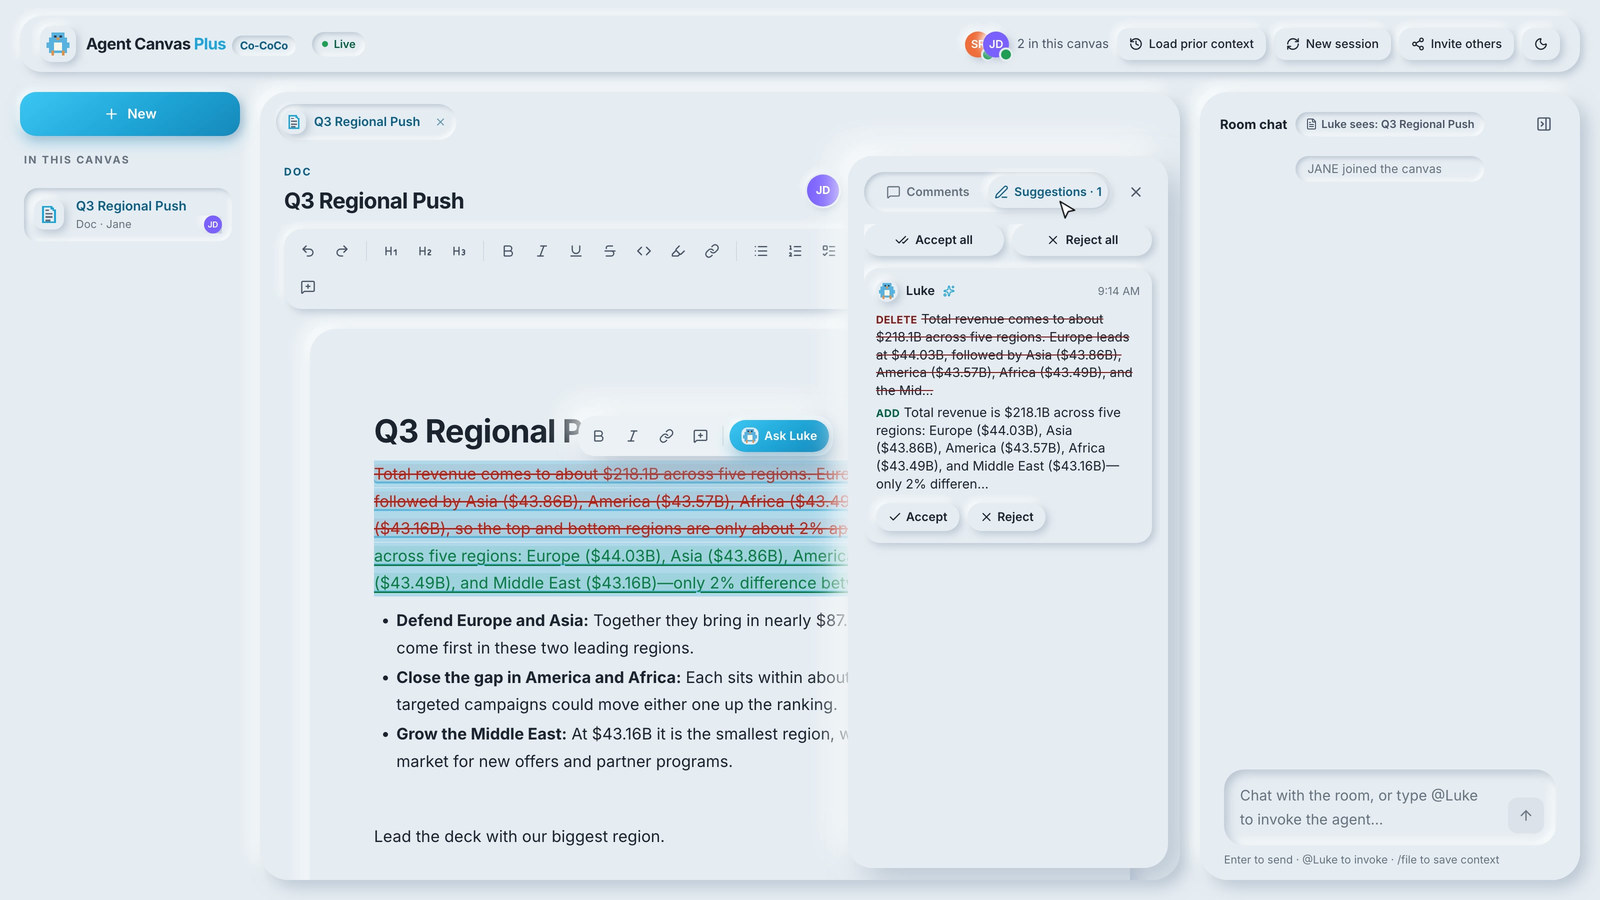 Agent Canvas Plus Co-CoCo Live
JD 2 in this canvas Load prior context New session Invite others
New
IN THIS CANVAS
Q3 Regional Push
Doc · Jane JD
Q3 Regional Push
DOC
Q3 Regional Push
JD
H1 H2 H3 B I U S
Q3 Regional P
B I Ask Luke
Total revenue comes to about $218.1B across five regions. Euro
followed by Asia ($43.86B), America ($43.57B), Africa ($43.49
($43.16B), so the top and bottom regions are only about 2% ap
across five regions: Europe ($44.03B), Asia ($43.86B), Americ
($43.49B), and Middle East ($43.16B)—only 2% difference bet
• Defend Europe and Asia: Together they bring in nearly $87.
come first in these two leading regions.
• Close the gap in America and Africa: Each sits within about
targeted campaigns could move either one up the ranking.
• Grow the Middle East: At $43.16B it is the smallest region, w
market for new offers and partner programs.
Lead the deck with our biggest region.
Comments Suggestions · 1
Accept all Reject all
Luke 9:14 AM
DELETE Total revenue comes to about
$218.1B across five regions. Europe leads
at $44.03B, followed by Asia ($43.86B),
America ($43.57B), Africa ($43.49B), and
the Mid...
ADD Total revenue is $218.1B across five
regions: Europe ($44.03B), Asia
($43.86B), America ($43.57B), Africa
($43.49B), and Middle East ($43.16B)—
only 2% differen...
Accept Reject
Room chat Luke sees: Q3 Regional Push
JANE joined the canvas
Chat with the room, or type @Luke
to invoke the agent...
Enter to send · @Luke to invoke · /file to save context